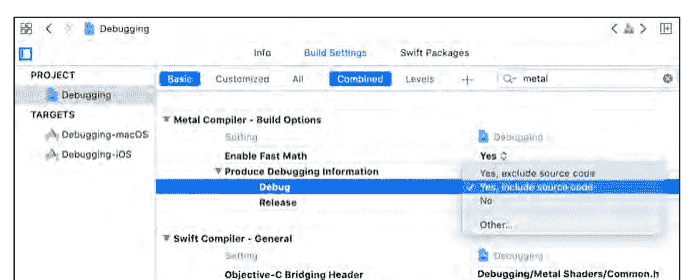 Debugging
Info Build Settings Swift Packages
PROJECT
Basic Customized All Combined Levels + metal
Debugging
TARGETS
Debugging-macOS
Debugging-iOS
Metal Compiler - Build Options
Setting Debugging
Enable Fast Math Yes
Produce Debugging Information Yes, exclude source code
Debug Yes, include source code
Release No
Other...
Swift Compiler - General
Setting Debugging
Objective-C Bridging Header Debugging/Metal Shaders/Common.h